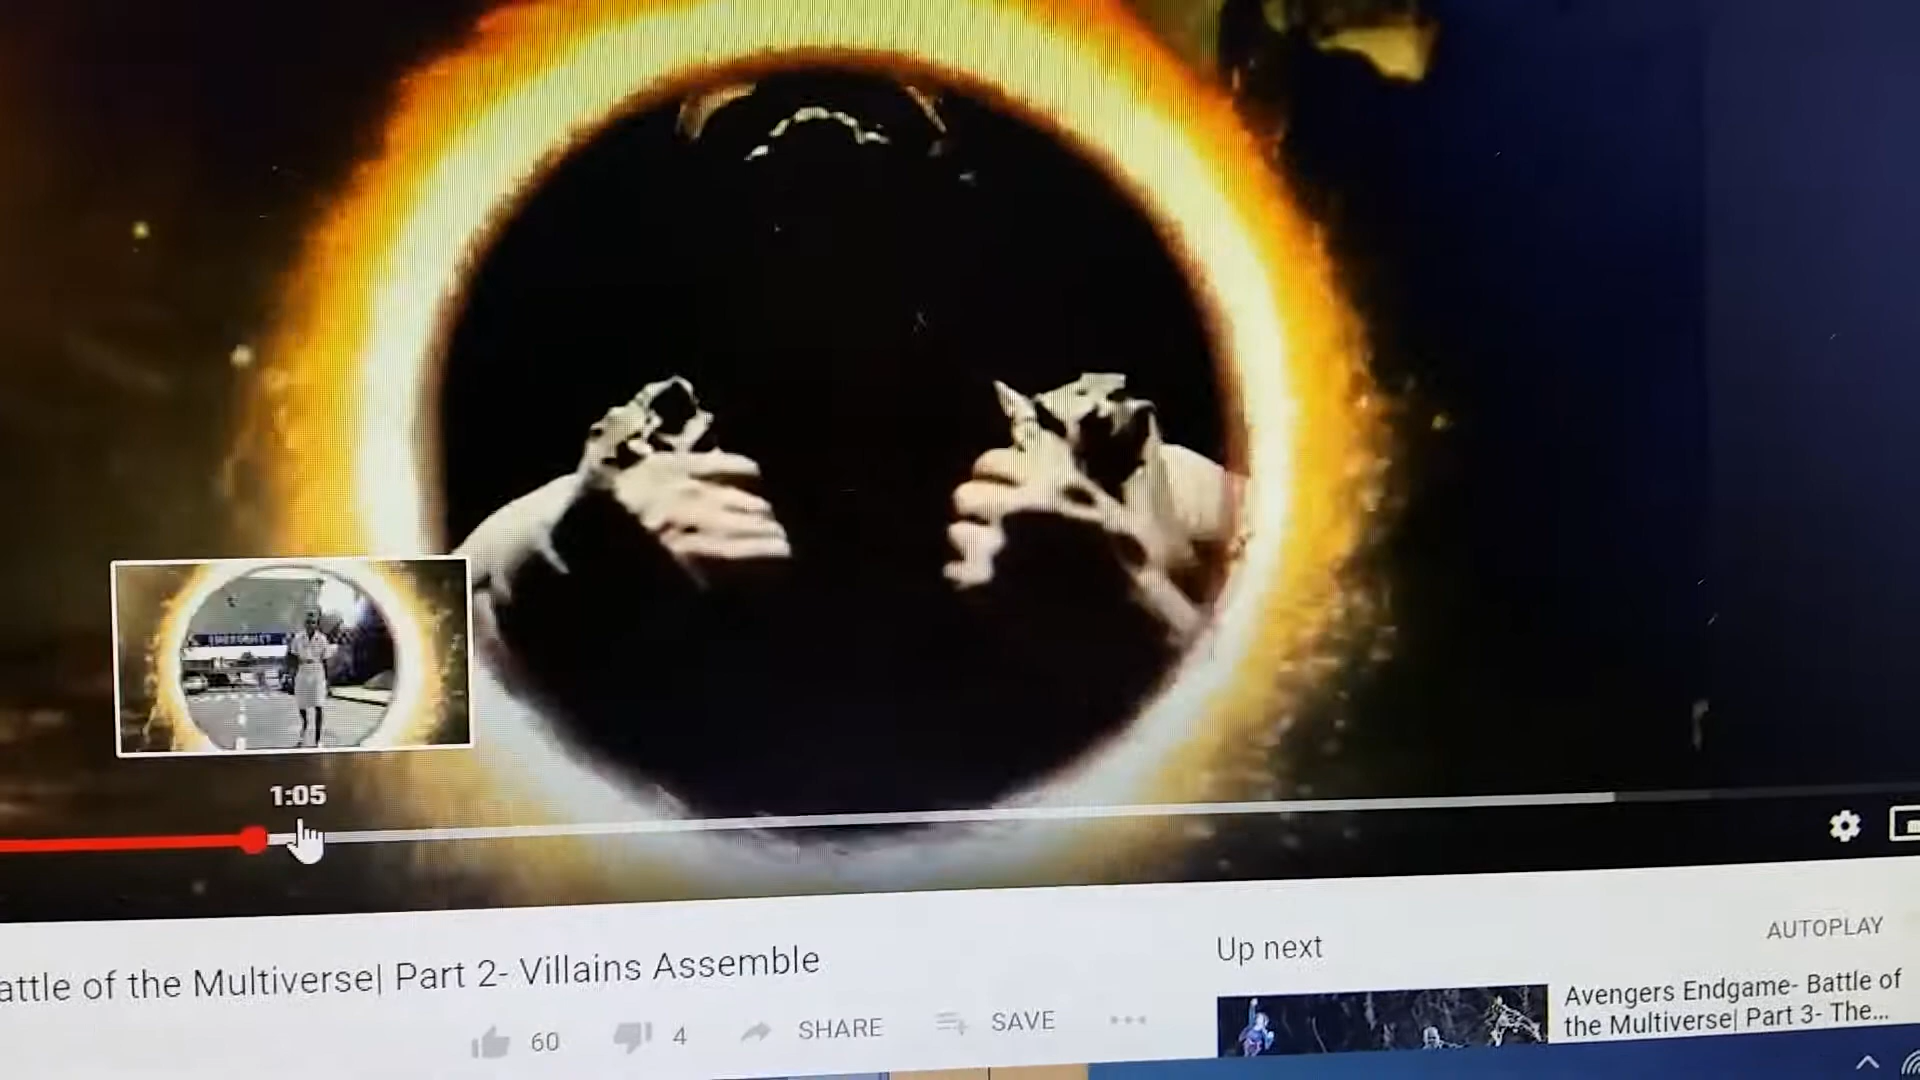 1:05
attle of the Multiverse| Part 2- Villains Assemble
60
4
SHARE
SAVE
Up next
AUTOPLAY
Avengers Endgame- Battle of
the Multiverse| Part 3- The...